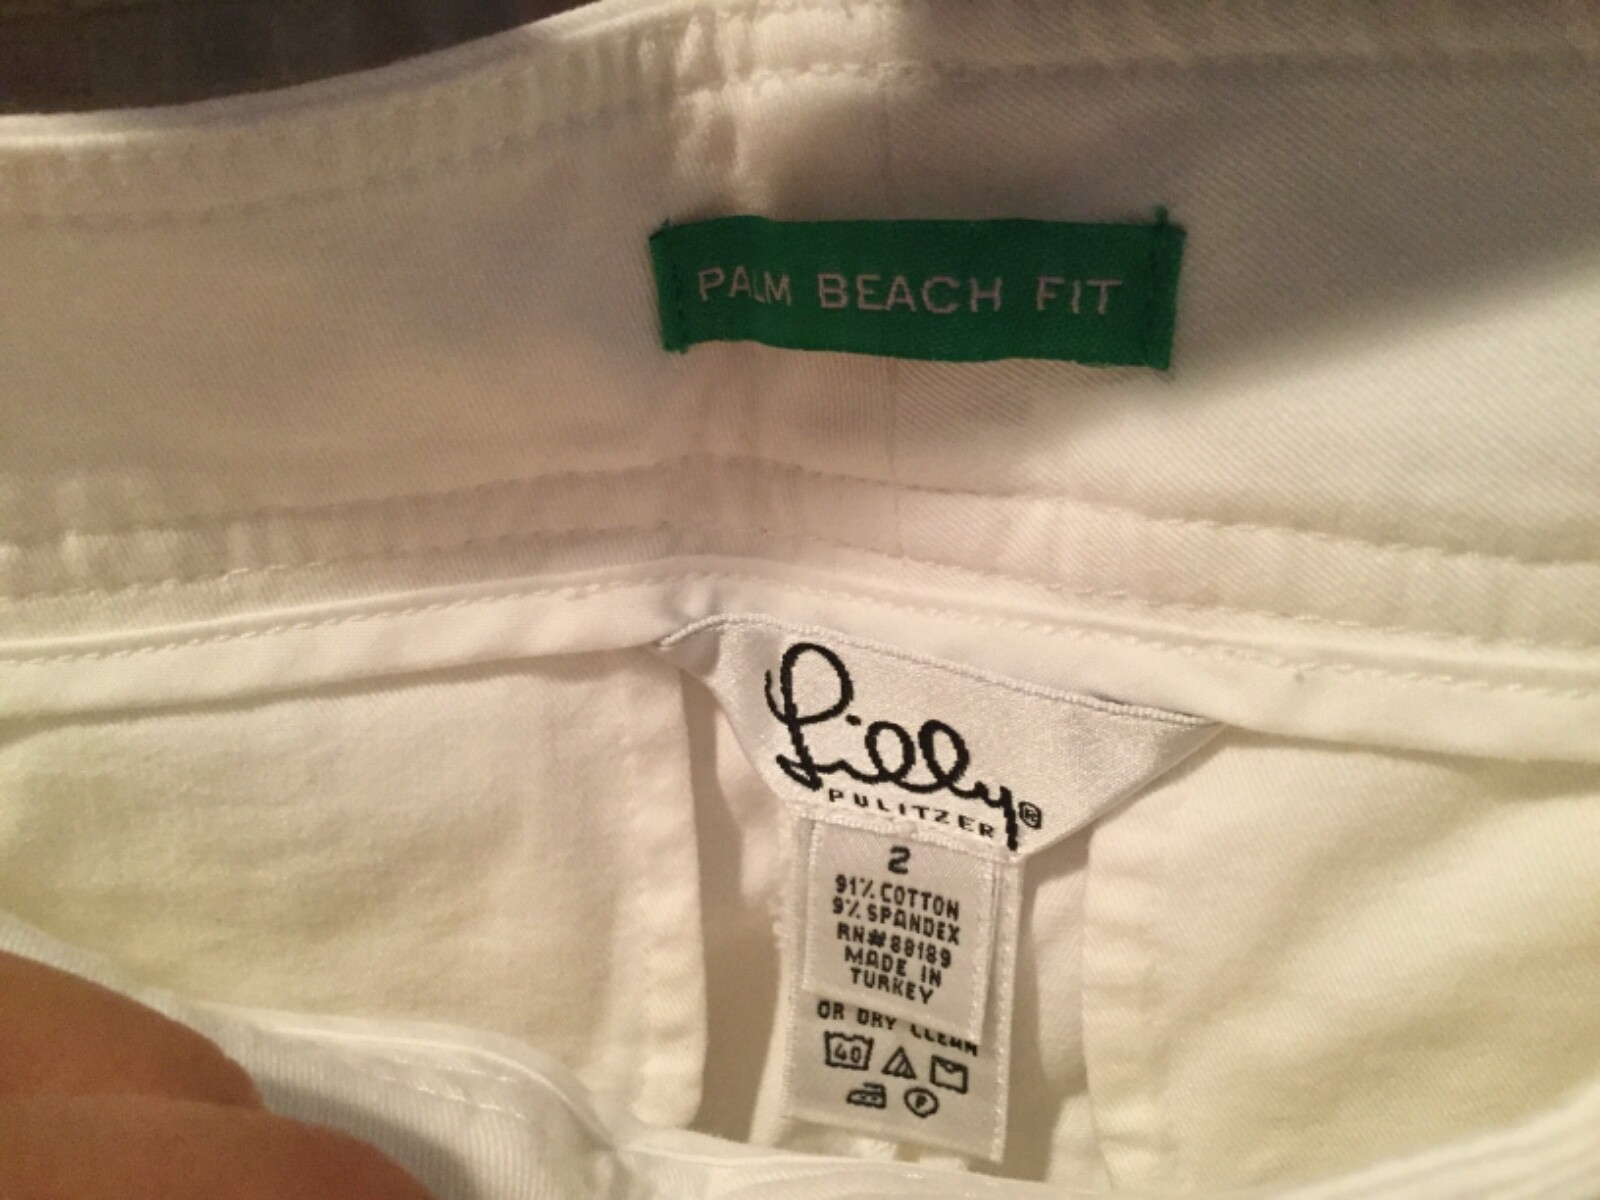 PALM BEACH FIT
Lilly®
PULITZER
2
91% COTTON
9% SPANDEX
RN#88189
MADE IN
TURKEY
OR DRY CLEAN
40
P